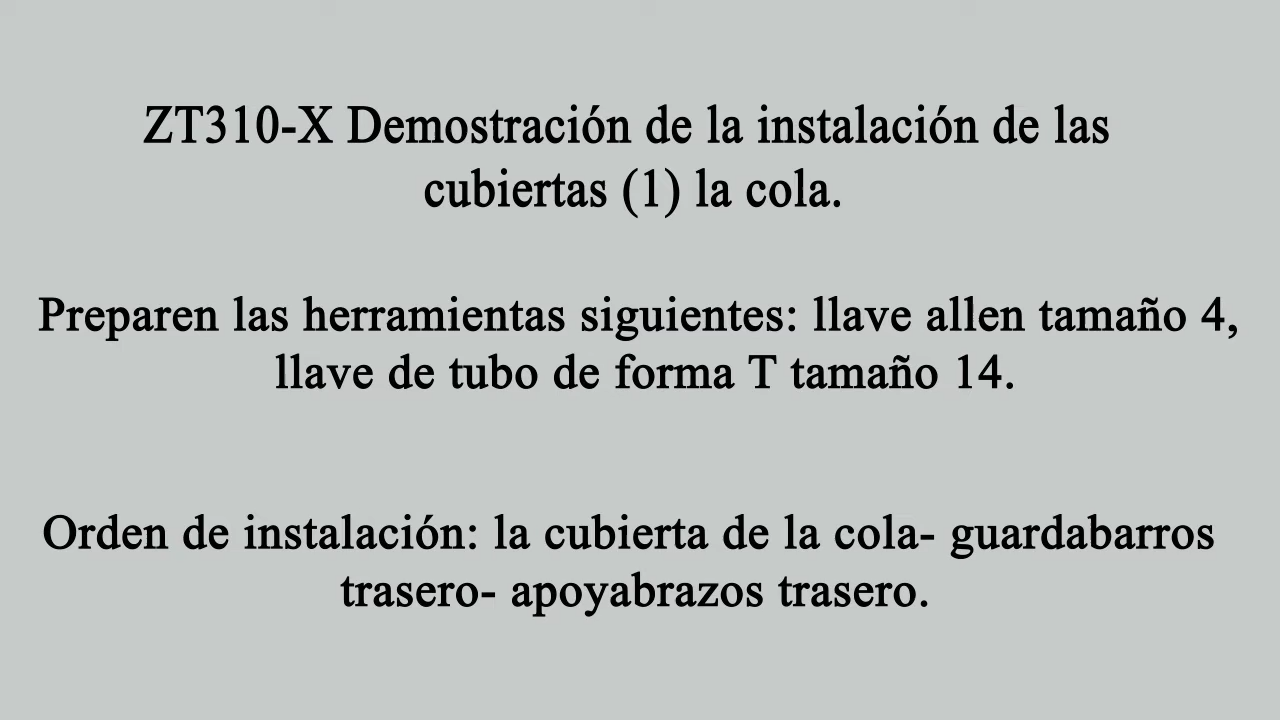 ZT310-X Demostración de la instalación de las
cubiertas (1) la cola.
Preparen las herramientas siguientes: llave allen tamaño 4,
llave de tubo de forma T tamaño 14.
Orden de instalación: la cubierta de la cola- guardabarros
trasero- apoyabrazos trasero.